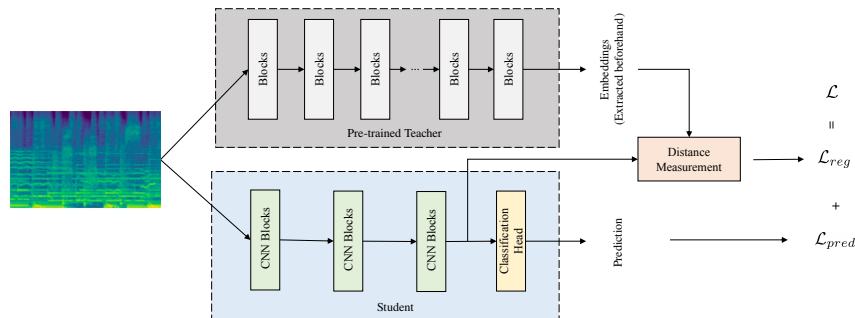 Blocks
Blocks
Blocks
...
Blocks
Blocks
Pre-trained Teacher
Embeddings
(Extracted beforehand)
Distance
Measurement
ℒ
=
ℒ_reg
+
ℒ_pred
CNN Blocks
CNN Blocks
CNN Blocks
Classification
Head
Prediction
Student